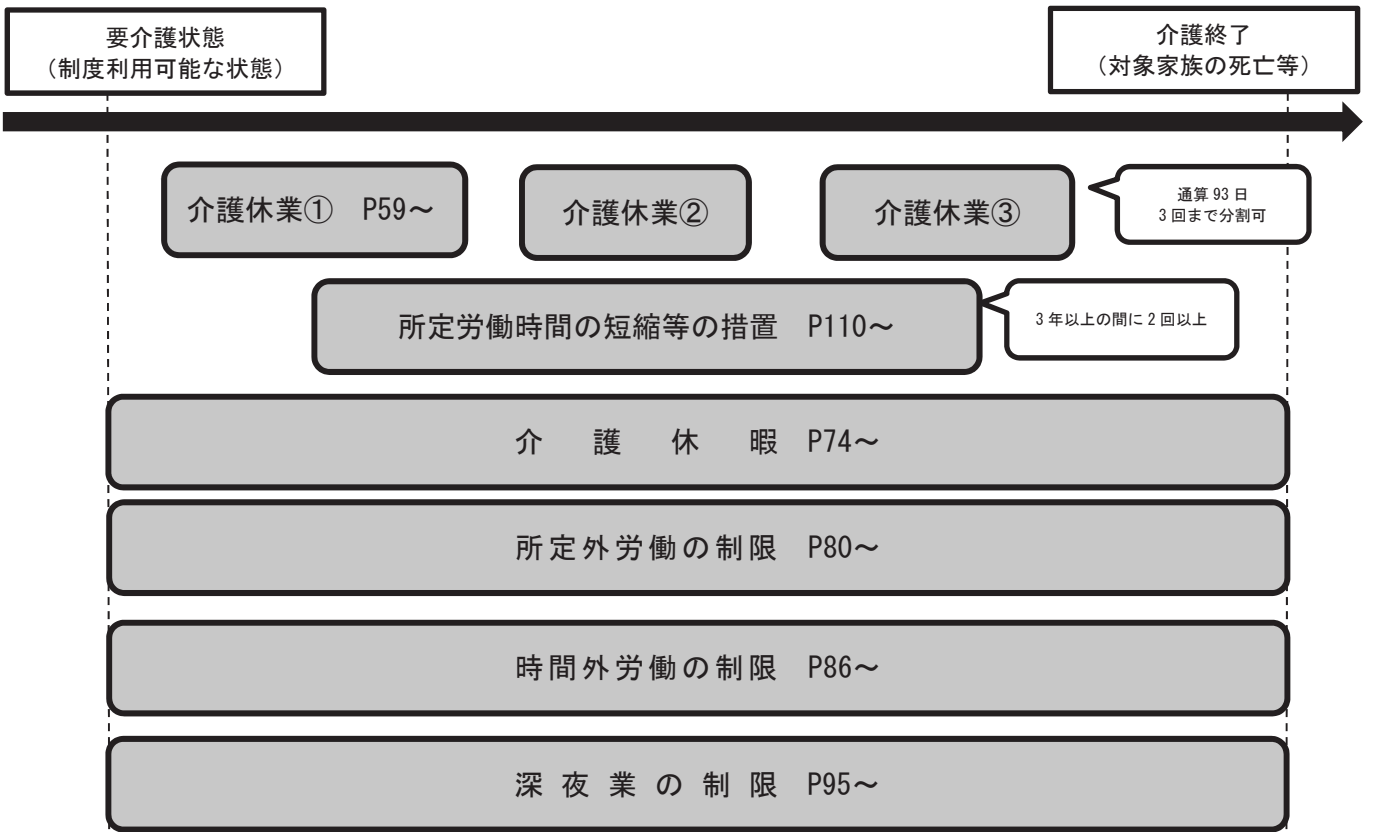 要介護状態
（制度利用可能な状態）
介護終了
（対象家族の死亡等）
介護休業① P59～
介護休業②
介護休業③
通算 93 日
3 回まで分割可
所定労働時間の短縮等の措置 P110～
3 年以上の間に 2 回以上
介護休暇 P74～
所定外労働の制限 P80～
時間外労働の制限 P86～
深夜業の制限 P95～